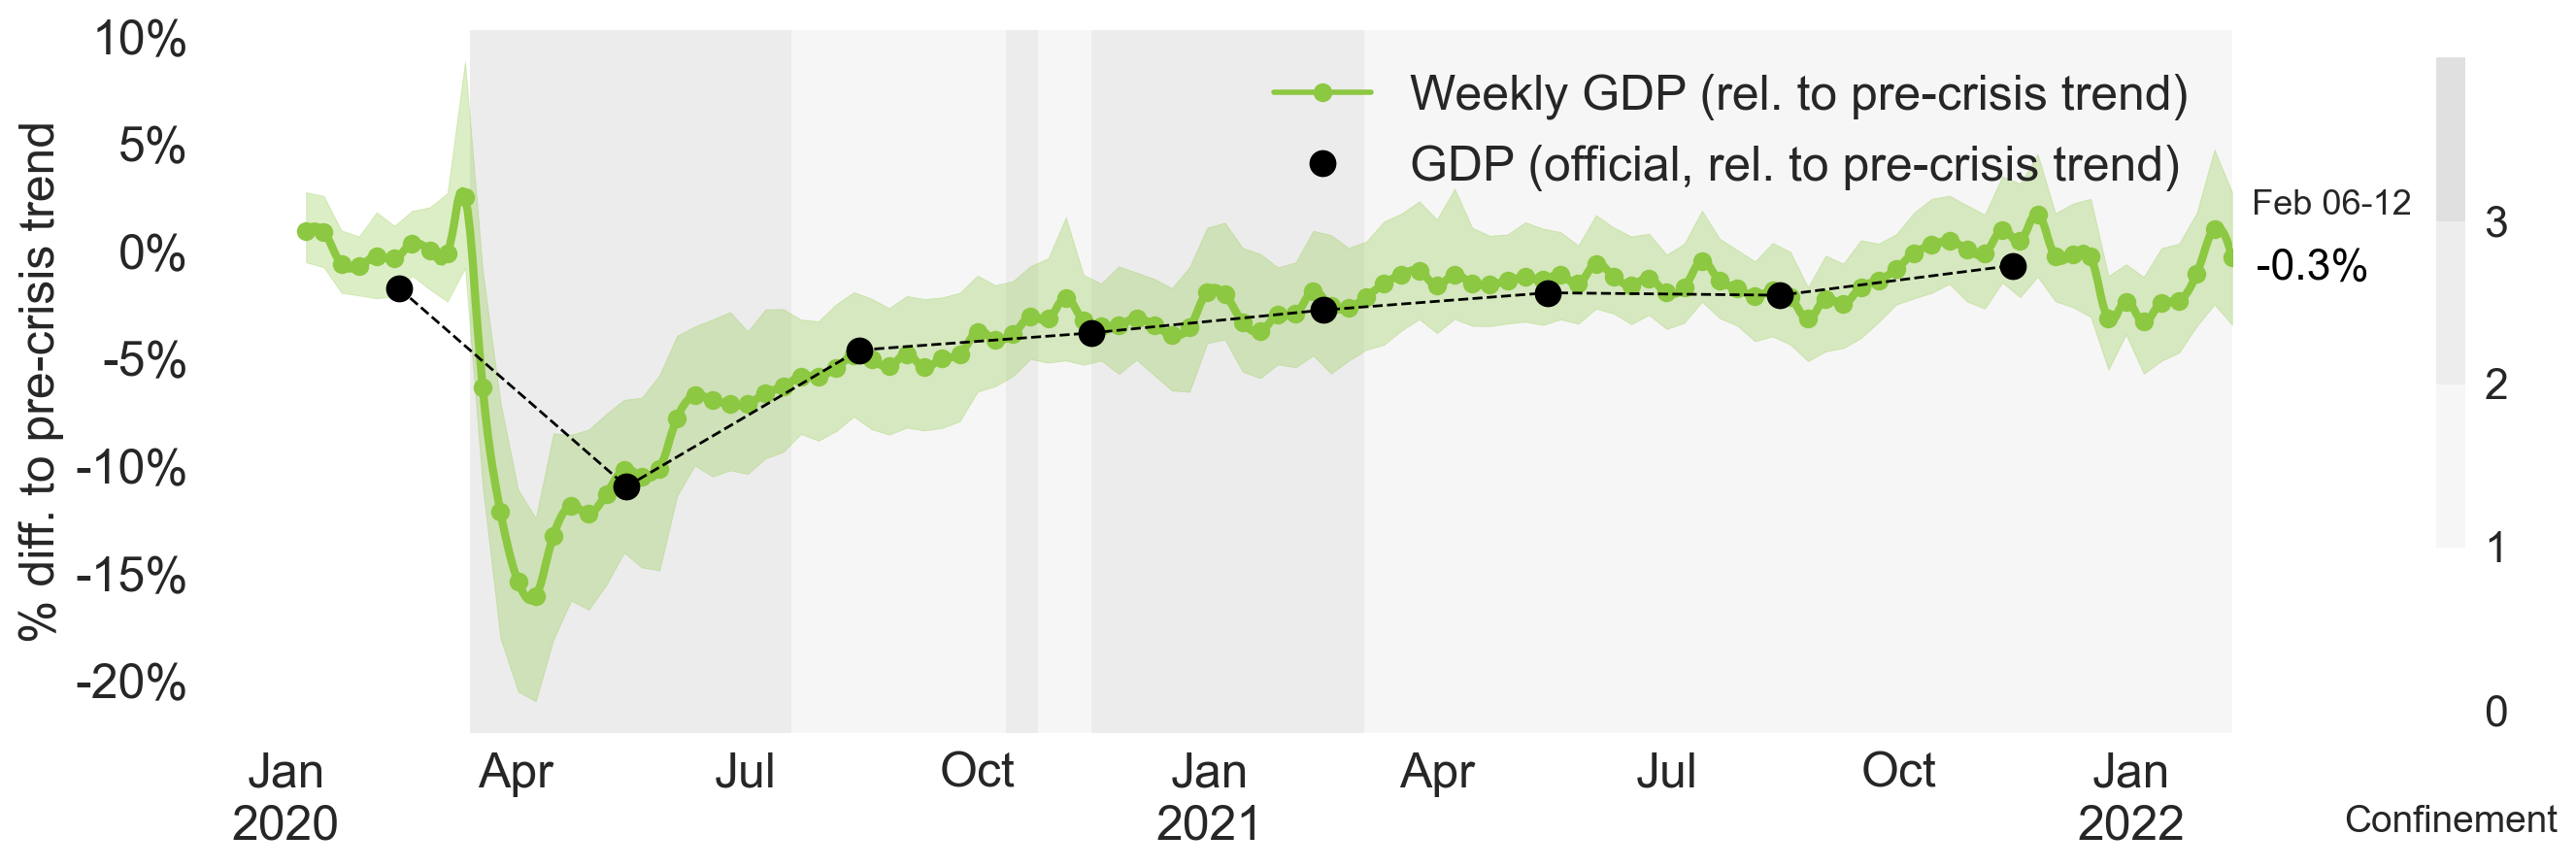 10%
5%
0%
-5%
-10%
-15%
-20%
% diff. to pre-crisis trend
Weekly GDP (rel. to pre-crisis trend)
GDP (official, rel. to pre-crisis trend)
Feb 06-12
-0.3%
3
2
1
0
Jan Apr Jul Oct Jan Apr Jul Oct Jan
2020 2021 2022
Confinement